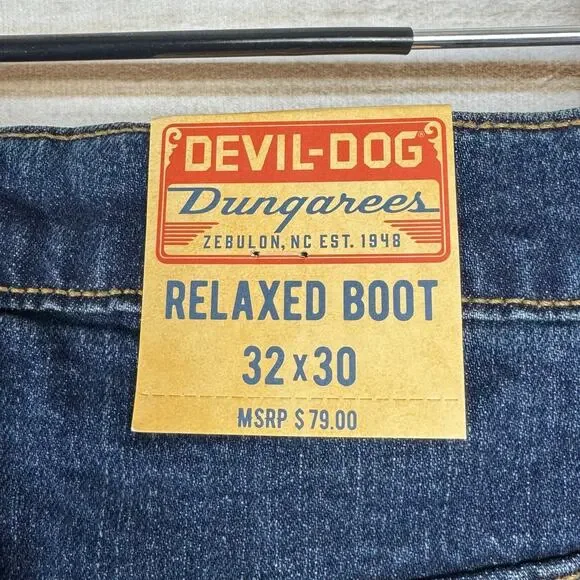 DEVIL-DOG®
Dungarees
ZEBULON, NC EST. 1948
RELAXED BOOT
32 x 30
MSRP $79.00